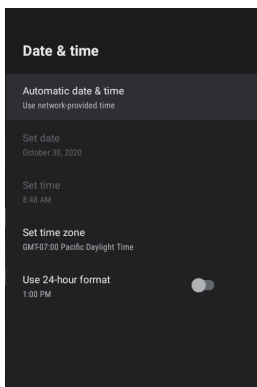 Date & time
Automatic date & time
Use network-provided time
Set date
October 30, 2020
Set time
8:48 AM
Set time zone
GMT-07:00 Pacific Daylight Time
Use 24-hour format
1:00 PM